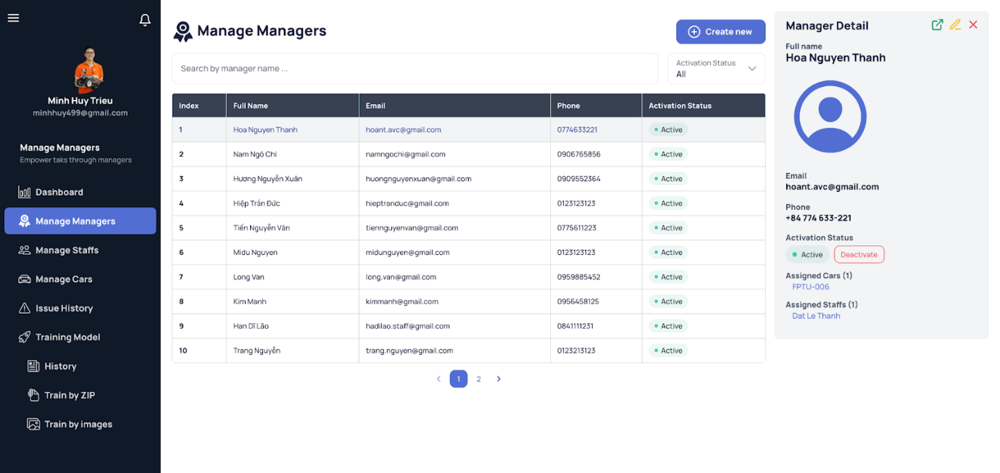 Minh Huy Trieu
minhhuy499@gmail.com
Manage Managers
Empower taks through managers
Dashboard
Manage Managers
Manage Staffs
Manage Cars
Issue History
Training Model
History
Train by ZIP
Train by images
Manage Managers
Create new
Search by manager name ...
Activation Status
All
Index Full Name Email Phone Activation Status
1 Hoa Nguyen Thanh hoant.avc@gmail.com 0774633221 Active
2 Nam Ngô Chí namngochi@gmail.com 0906765856 Active
3 Hương Nguyễn Xuân huongnguyenxuan@gmail.com 0909552364 Active
4 Hiệp Trần Đức hieptranduc@gmail.com 0123123123 Active
5 Tiến Nguyễn Văn tiennguyenvan@gmail.com 0775611223 Active
6 Midu Nguyen midunguyen@gmail.com 0123123123 Active
7 Long Van long.van@gmail.com 0959885452 Active
8 Kim Manh kimmanh@gmail.com 0956458125 Active
9 Han Dĩ Lão hadilao.staff@gmail.com 0841111231 Active
10 Trang Nguyễn trang.nguyen@gmail.com 0123213123 Active
1 2
Manager Detail
Full name
Hoa Nguyen Thanh
Email
hoant.avc@gmail.com
Phone
+84 774 633-221
Activation Status
Active Deactivate
Assigned Cars (1)
FPTU-006
Assigned Staffs (1)
Dat Le Thanh